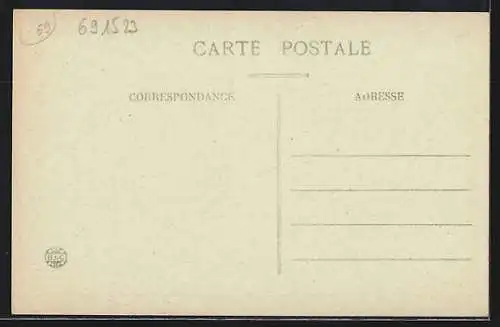 69 691523
CARTE POSTALE
CORRESPONDANCE ADRESSE